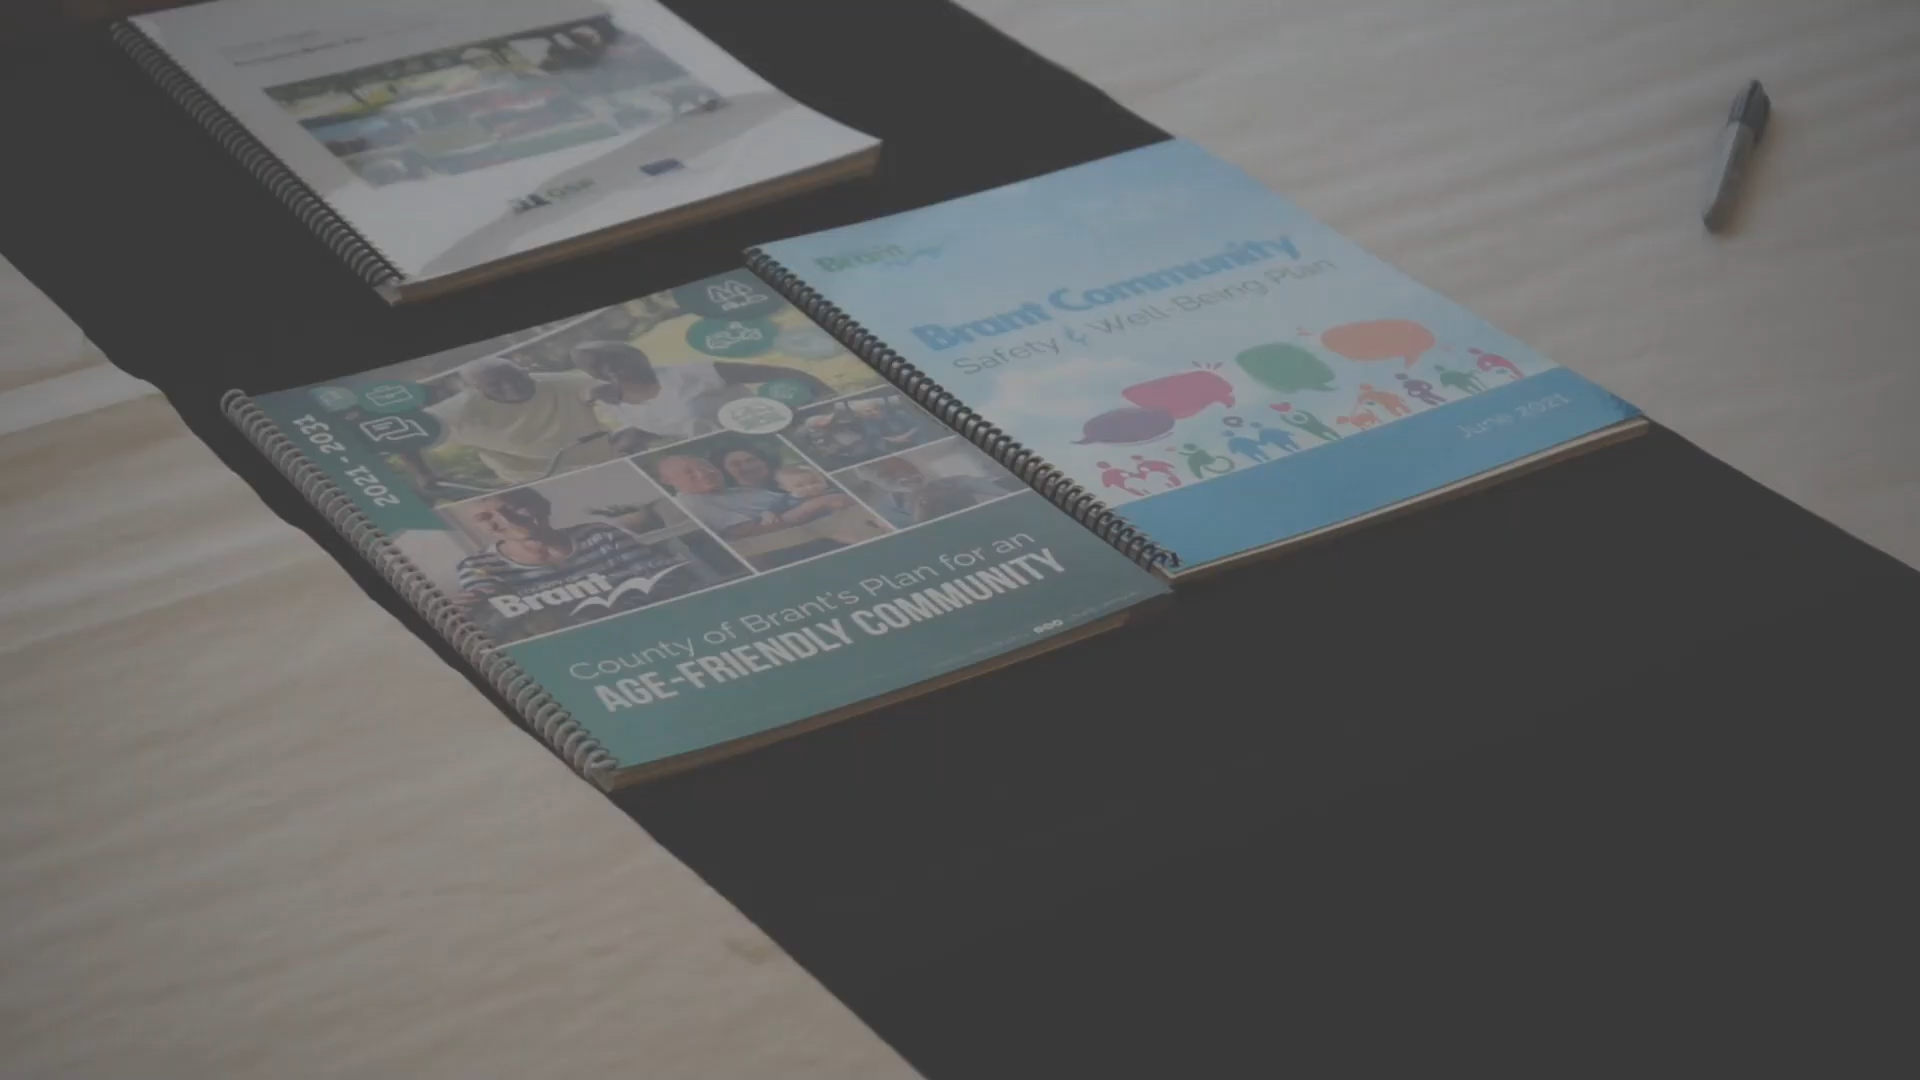 Brant
Brant Community
Safety & Well-Being Plan
June 2021
2021 - 2031
Brant
County of Brant's Plan for an
AGE-FRIENDLY COMMUNITY